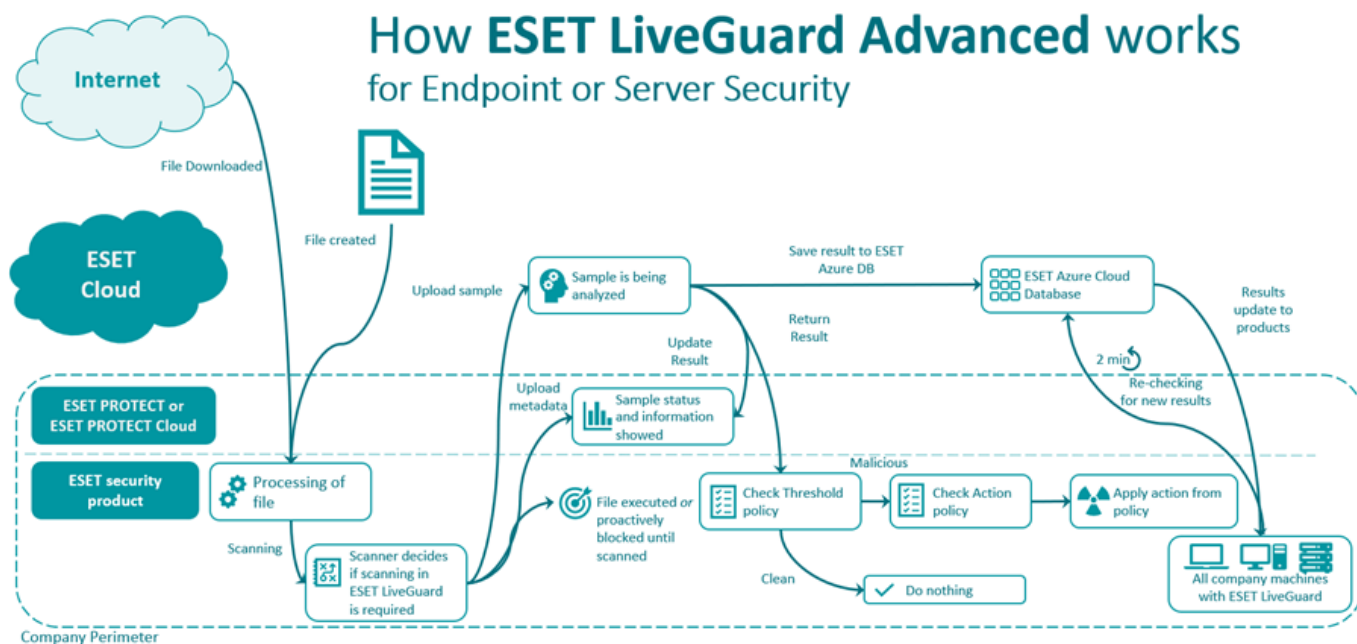 How ESET LiveGuard Advanced works
for Endpoint or Server Security
Internet
File Downloaded
File created
ESET
Cloud
Upload sample
Sample is being
analyzed
Save result to ESET
Azure DB
ESET Azure Cloud
Database
Results
update to
products
Return
Result
Update
Result
2 min
Re-checking
for new results
Upload
metadata
ESET PROTECT or
ESET PROTECT Cloud
Sample status
and information
showed
ESET security
product
Processing of
file
File executed or
proactively
blocked until
scanned
Malicious
Check Threshold
policy
Check Action
policy
Apply action from
policy
Scanning
Scanner decides
if scanning in
ESET LiveGuard
is required
Clean
Do nothing
All company machines
with ESET LiveGuard
Company Perimeter